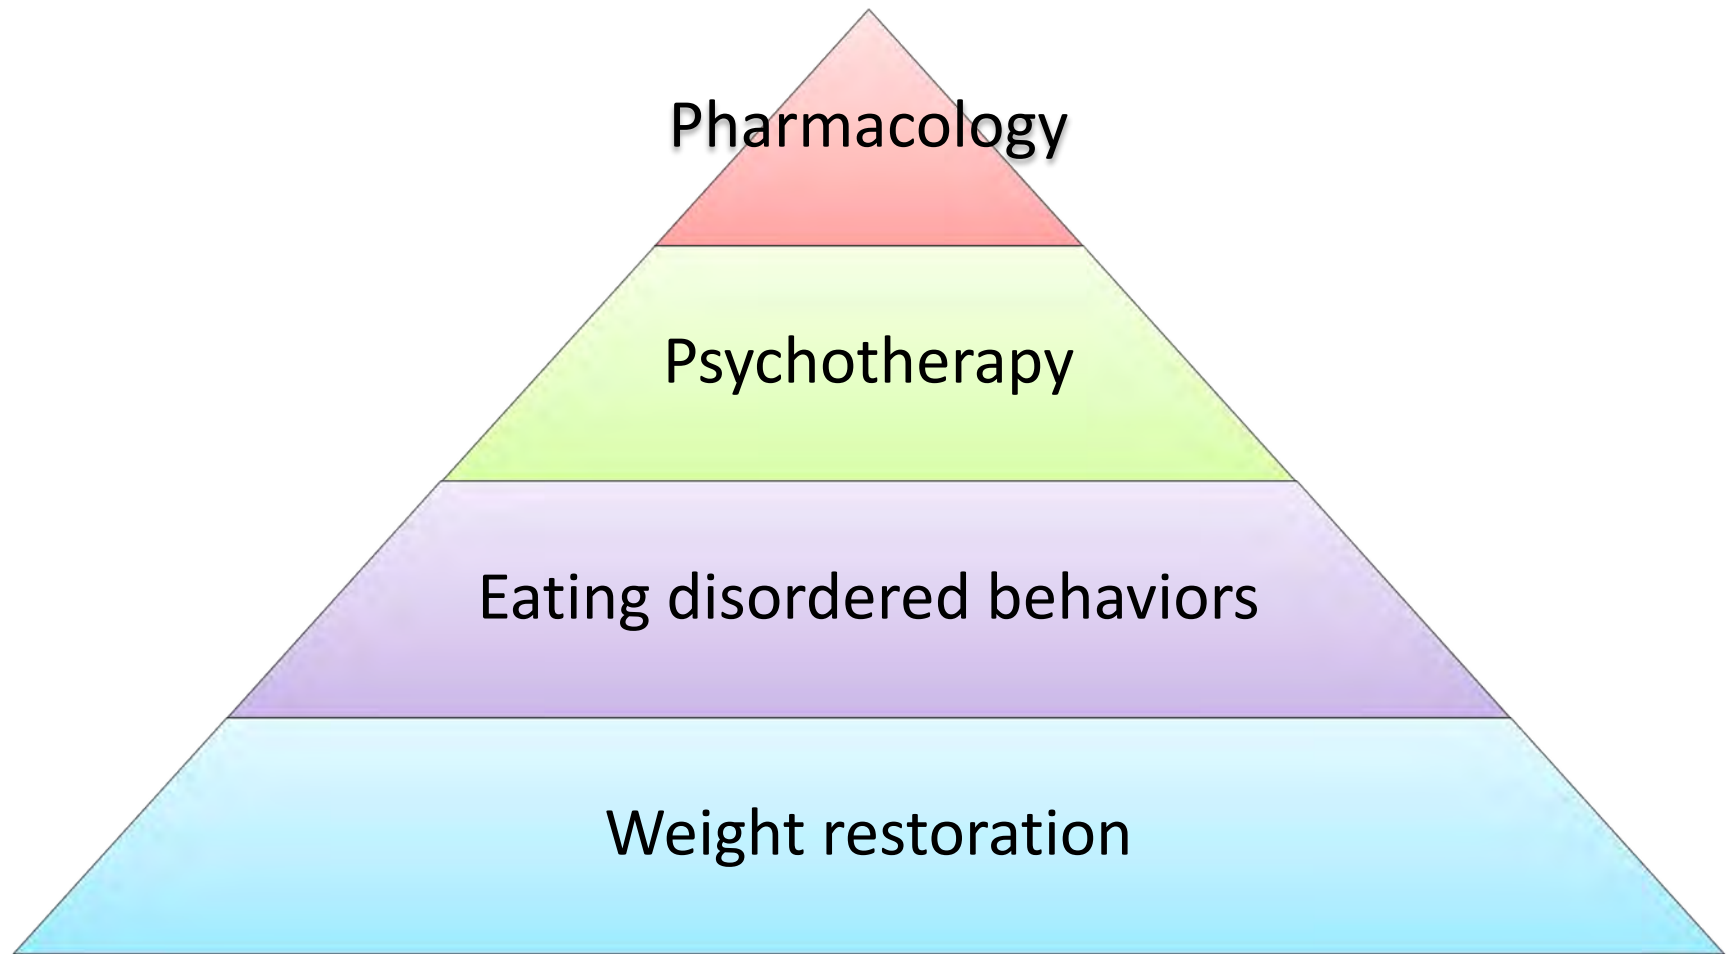 Pharmacology
Psychotherapy
Eating disordered behaviors
Weight restoration